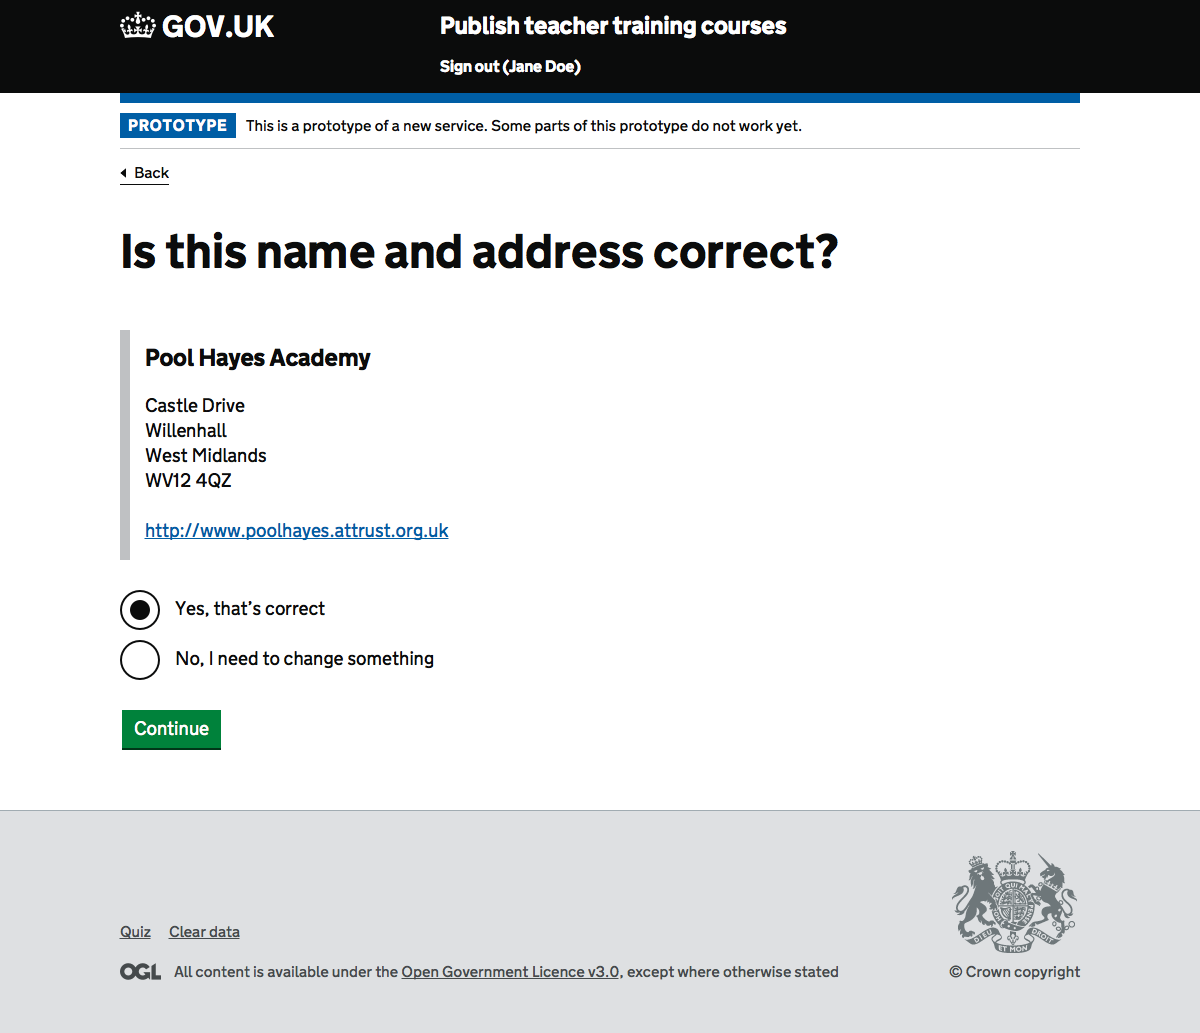 GOV.UK
Publish teacher training courses
Sign out (Jane Doe)
PROTOTYPE This is a prototype of a new service. Some parts of this prototype do not work yet.
Back
Is this name and address correct?
Pool Hayes Academy
Castle Drive
Willenhall
West Midlands
WV12 4QZ
http://www.poolhayes.attrust.org.uk
Yes, that’s correct
No, I need to change something
Continue
Quiz Clear data
OGL All content is available under the Open Government Licence v3.0, except where otherwise stated
DIEU ET MON DROIT
© Crown copyright